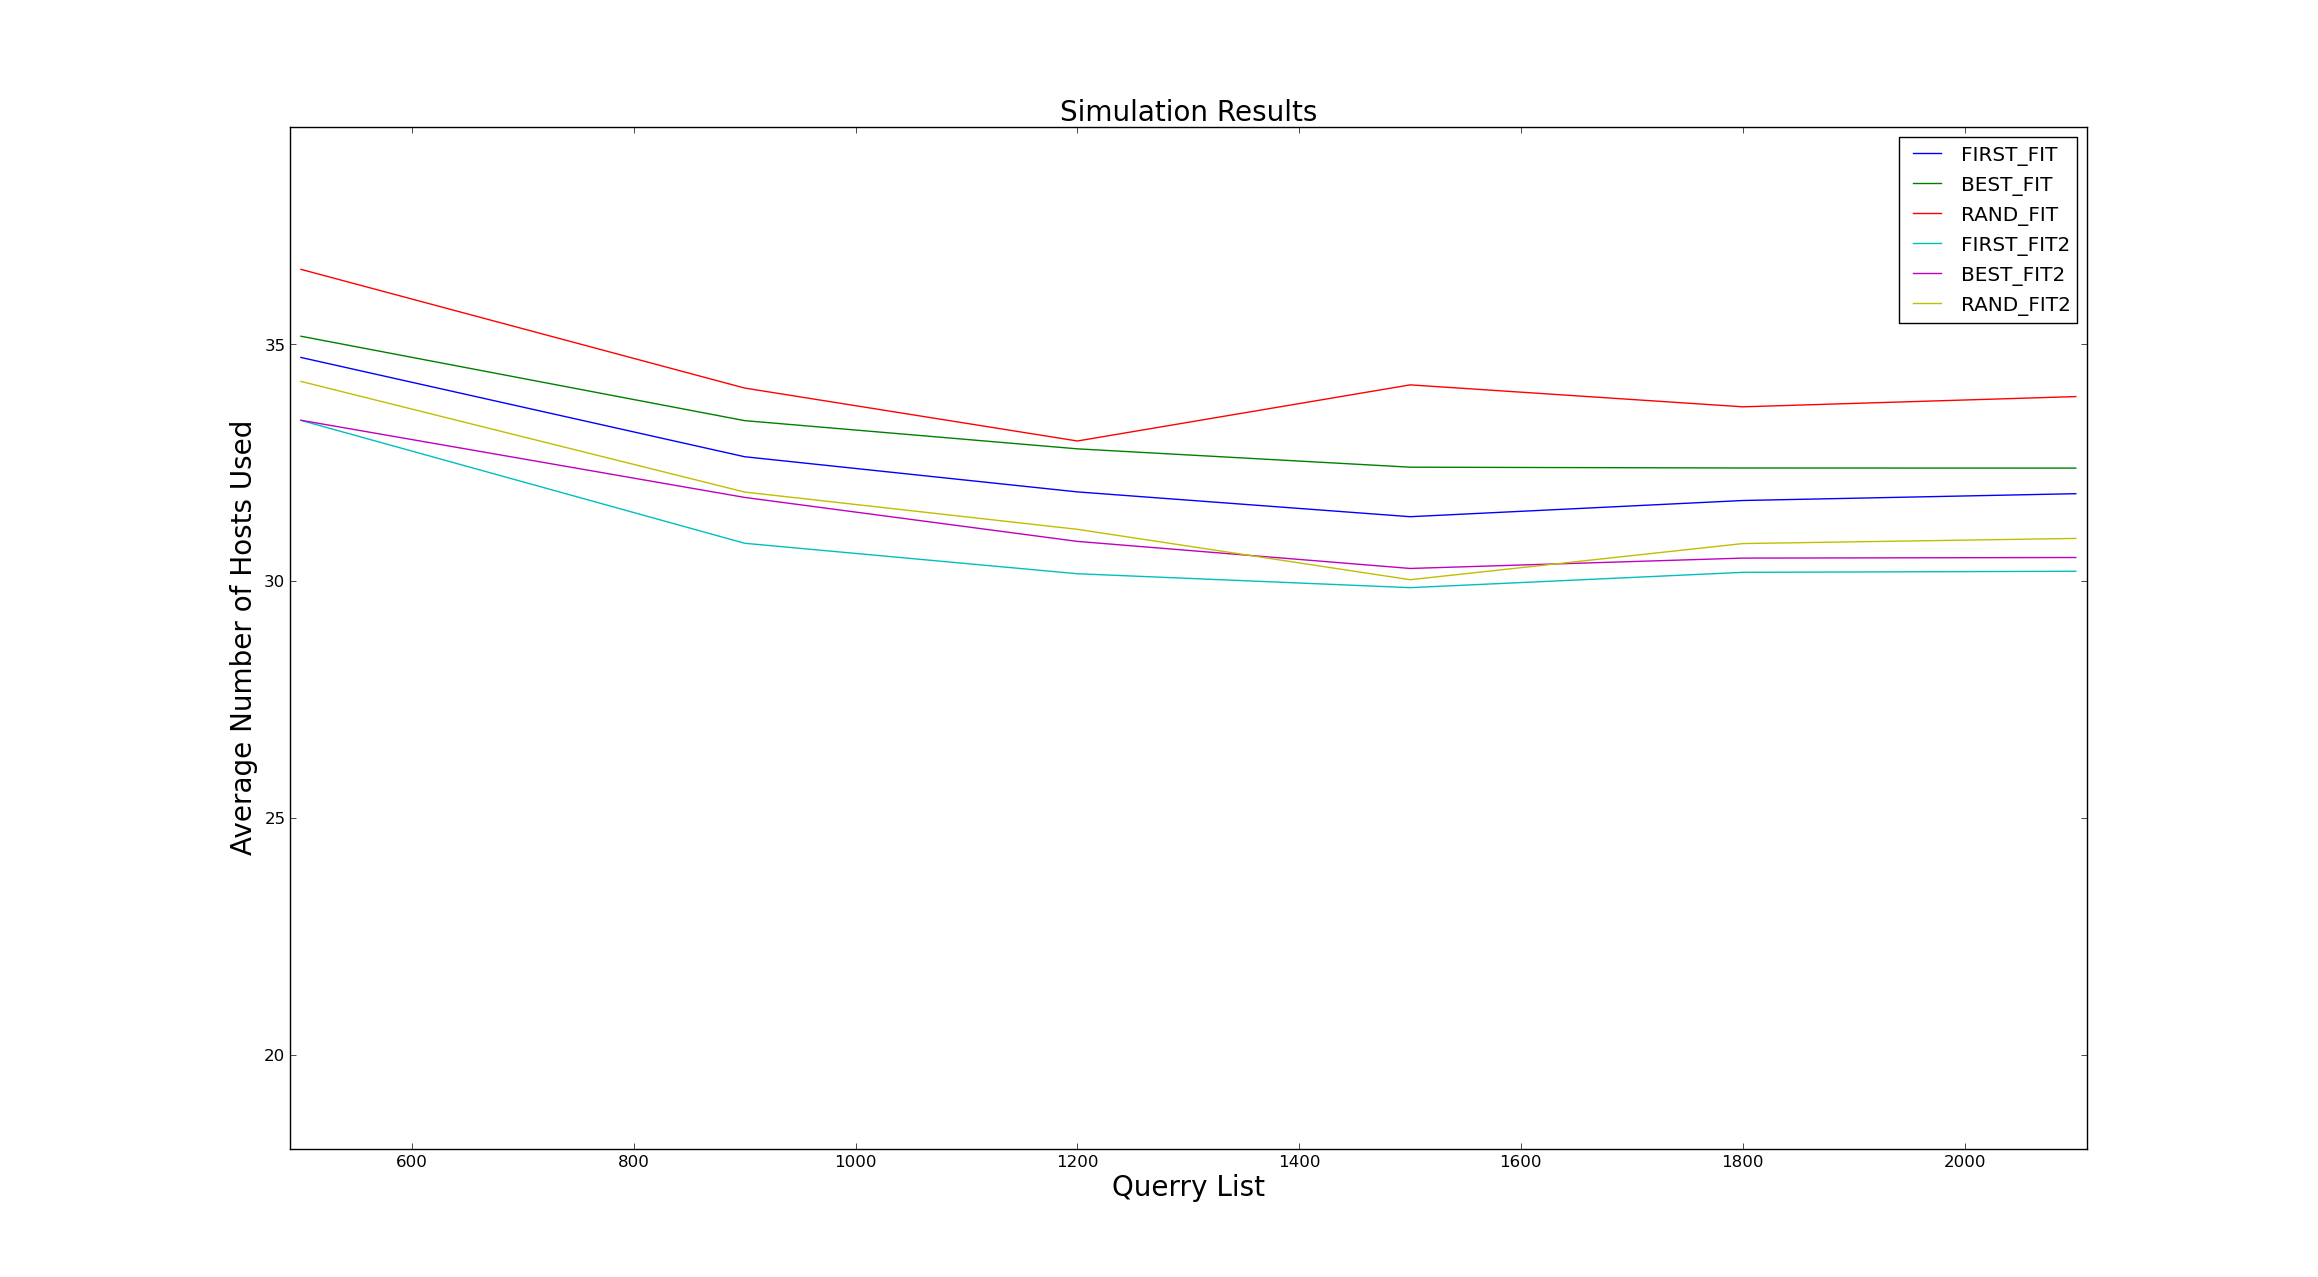 Simulation Results
FIRST_FIT
BEST_FIT
RAND_FIT
FIRST_FIT2
BEST_FIT2
RAND_FIT2
Average Number of Hosts Used
35
30
25
20
600 800 1000 1200 1400 1600 1800 2000
Querry List